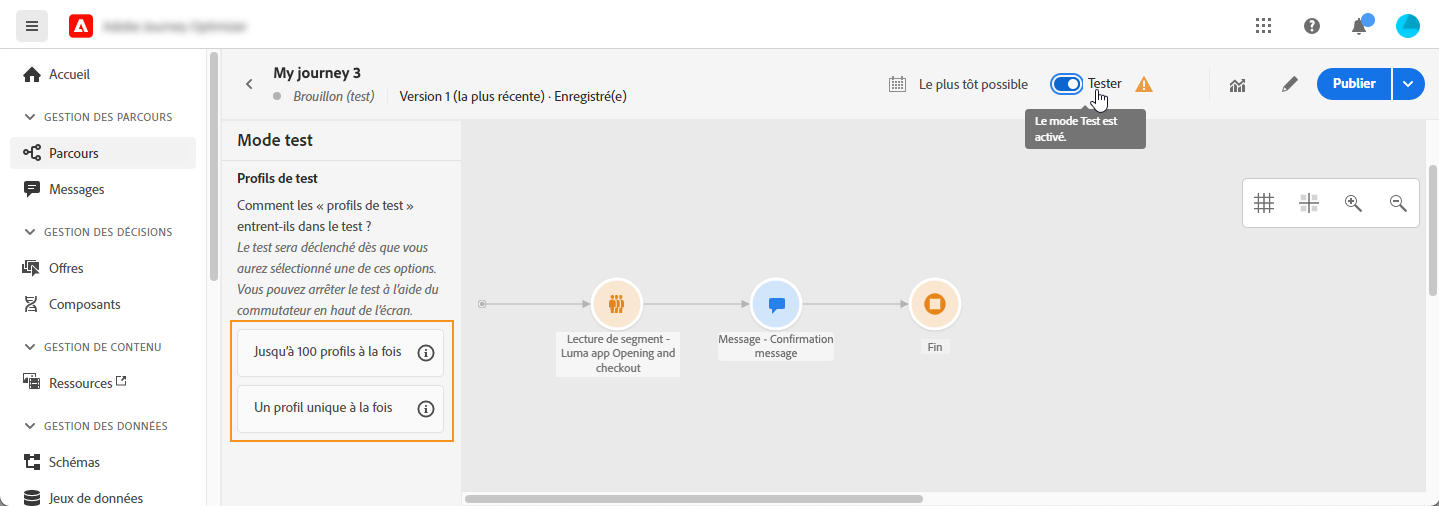 Accueil
GESTION DES PARCOURS
Parcours
Messages
GESTION DES DÉCISIONS
Offres
Composants
GESTION DE CONTENU
Ressources
GESTION DES DONNÉES
Schémas
Jeux de données
My journey 3
Brouillon (test)
Version 1 (la plus récente) · Enregistré(e)
Le plus tôt possible
Tester
Publier
Le mode Test est
activé.
Mode test
Profils de test
Comment les « profils de test »
entrent-ils dans le test ?
Le test sera déclenché dès que vous
aurez sélectionné une de ces options.
Vous pouvez arrêter le test à l'aide du
commutateur en haut de l'écran.
Jusqu'à 100 profils à la fois
Un profil unique à la fois
Lecture de segment -
Luma app Opening and
checkout
Message - Confirmation
message
Fin